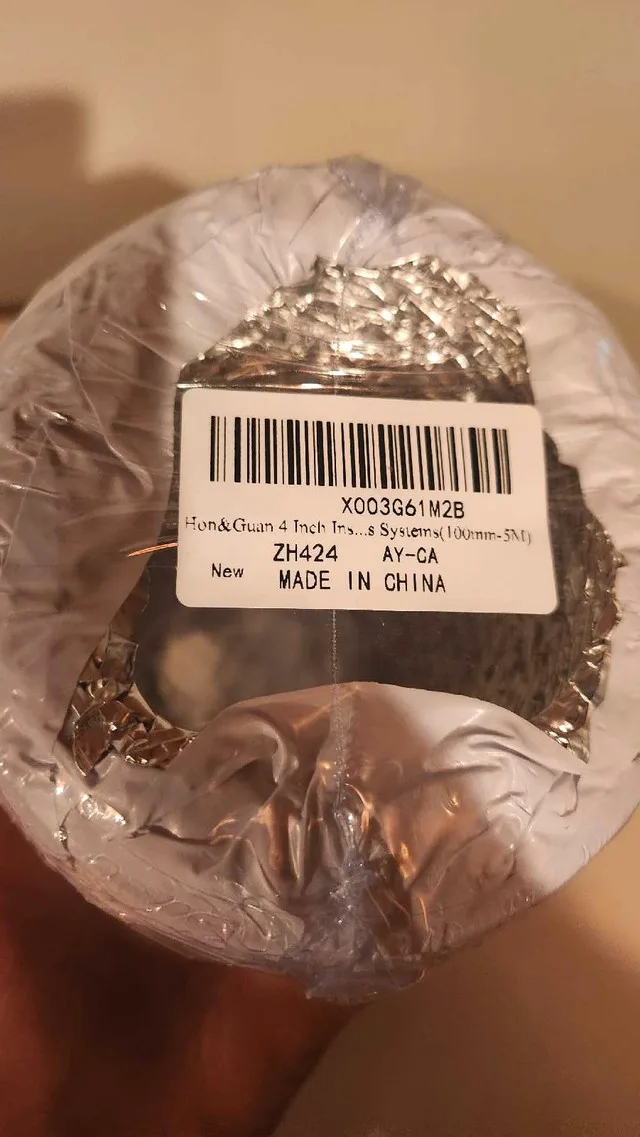 X003G61M2B
Hon&Guan 4 Inch Ins...s Systems(100mm-5M)
ZH424 AY-CA
New MADE IN CHINA